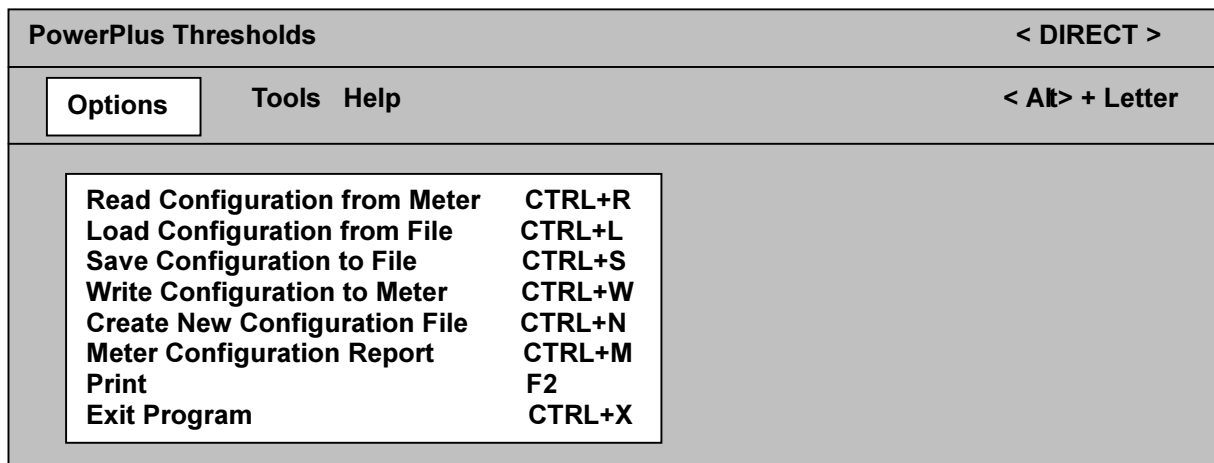 PowerPlus Thresholds < DIRECT >
Options Tools Help < Alt> + Letter
Read Configuration from Meter CTRL+R
Load Configuration from File CTRL+L
Save Configuration to File CTRL+S
Write Configuration to Meter CTRL+W
Create New Configuration File CTRL+N
Meter Configuration Report CTRL+M
Print F2
Exit Program CTRL+X